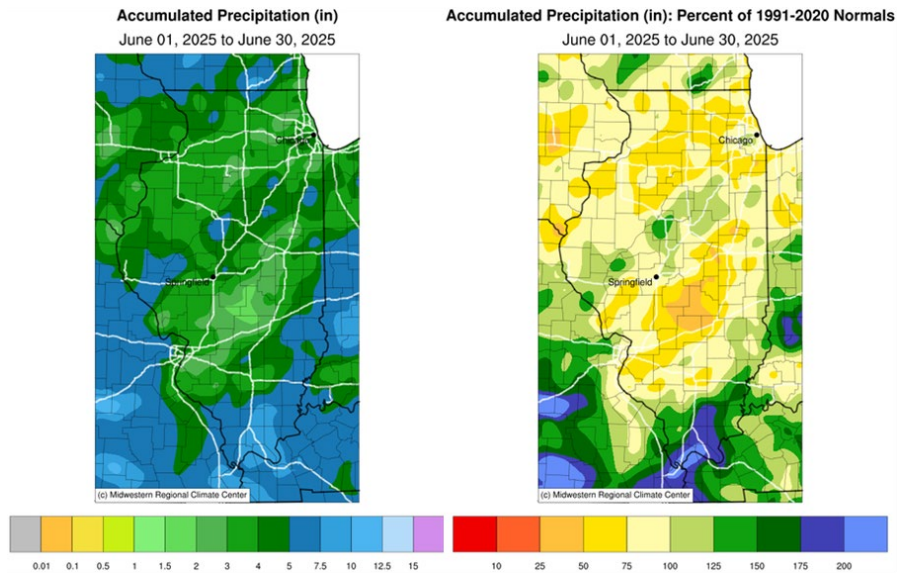 Accumulated Precipitation (in)
June 01, 2025 to June 30, 2025
Chicago
Springfield
(c) Midwestern Regional Climate Center
0.01 0.1 0.5 1 1.5 2 3 4 5 7.5 10 12.5 15
Accumulated Precipitation (in): Percent of 1991-2020 Normals
June 01, 2025 to June 30, 2025
Chicago
Springfield
(c) Midwestern Regional Climate Center
10 25 50 75 100 125 150 175 200